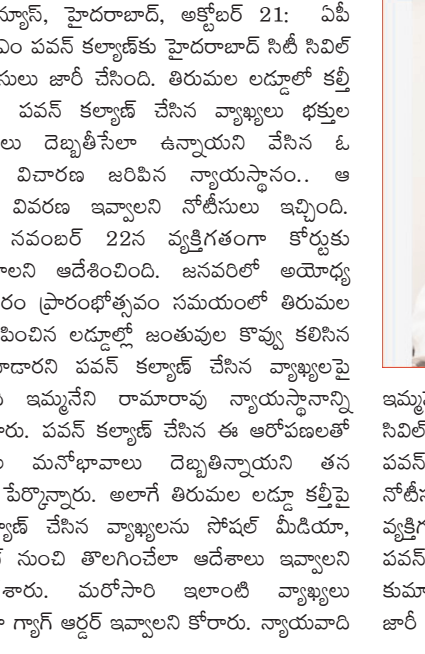 న్యూస్, హైదరాబాద్, అక్టోబర్ 21: ఏపీ
ఎం పవన్ కల్యాణ్‌కు హైదరాబాద్ సిటీ సివిల్
సులు జారీ చేసింది. తిరుమల లడ్డూలో కల్తీ
పవన్ కల్యాణ్ చేసిన వ్యాఖ్యలు భక్తుల
లు దెబ్బతీసేలా ఉన్నాయని వేసిన ఓ
విచారణ జరిపిన న్యాయస్థానం.. ఆ
వివరణ ఇవ్వాలని నోటీసులు ఇచ్చింది.
నవంబర్ 22న వ్యక్తిగతంగా కోర్టుకు
లని ఆదేశించింది. జనవరిలో అయోధ్య
రం ప్రారంభోత్సవం సమయంలో తిరుమల
పించిన లడ్డూల్లో జంతువుల కొవ్వు కలిసిన
డారని పవన్ కల్యాణ్ చేసిన వ్యాఖ్యలపై
ఇమ్మనేని రామారావు న్యాయస్థానాన్ని
రు. పవన్ కల్యాణ్ చేసిన ఈ ఆరోపణలతో
మనోభావాలు దెబ్బతిన్నాయని తన
పేర్కొన్నారు. అలాగే తిరుమల లడ్డూ కల్తీపై
్యాణ్ చేసిన వ్యాఖ్యలను సోషల్ మీడియా,
నుంచి తొలగించేలా ఆదేశాలు ఇవ్వాలని
శారు. మరోసారి ఇలాంటి వ్యాఖ్యలు
గ్యాగ్ ఆర్డర్ ఇవ్వాలని కోరారు. న్యాయవాది
ఇమ్మ
సివిల్
పవన్
నోటీస
వ్యక్తిగ
పవన్
కుమా
జారీ